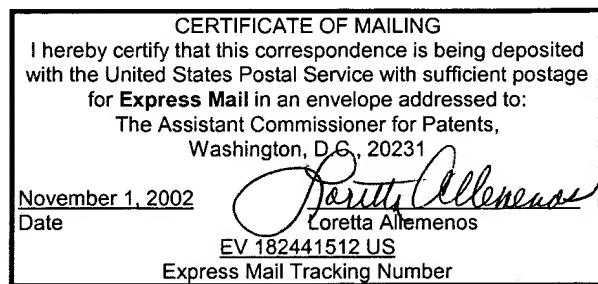 CERTIFICATE OF MAILING
I hereby certify that this correspondence is being deposited
with the United States Postal Service with sufficient postage
for Express Mail in an envelope addressed to:
The Assistant Commissioner for Patents,
Washington, D.C., 20231
Loretta Allemenos
November 1, 2002
Date Loretta Allemenos
EV 182441512 US
Express Mail Tracking Number